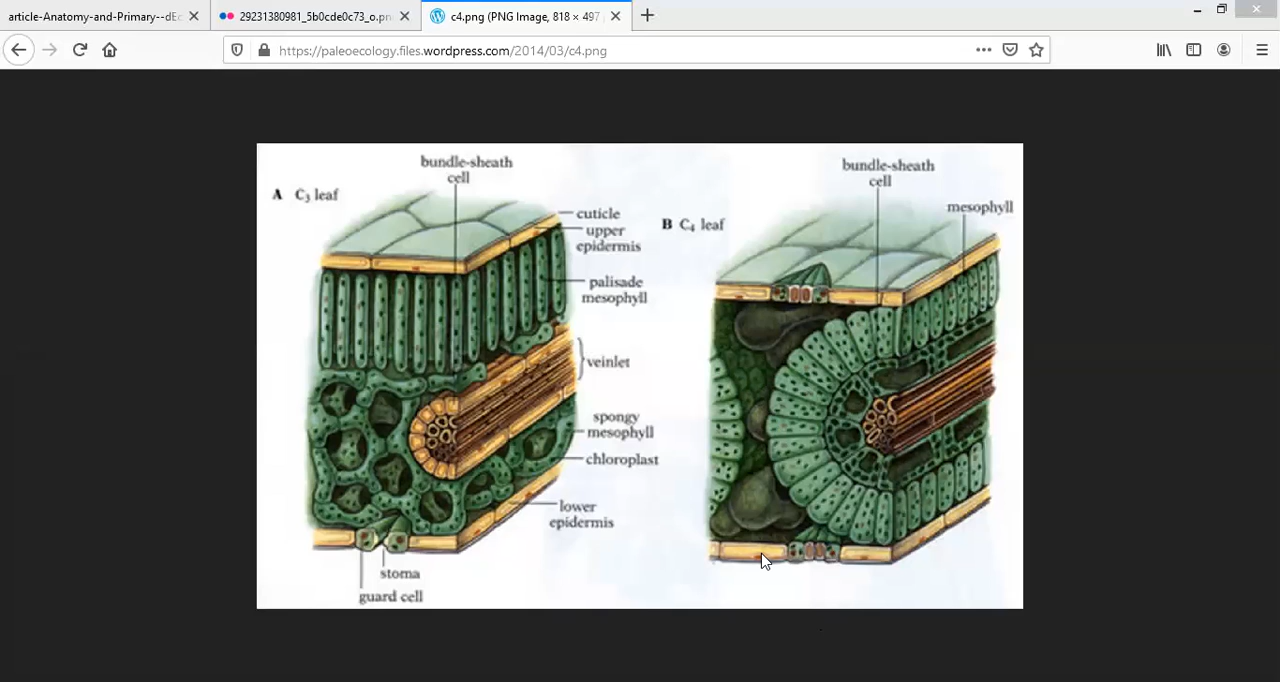 article-Anatomy-and-Primary--dEc
29231380981_5b0cde0c73_o.pn
c4.png (PNG Image, 818 × 497
https://paleoecology.files.wordpress.com/2014/03/c4.png
A C₃ leaf
bundle-sheath
cell
cuticle
upper
epidermis
palisade
mesophyll
veinlet
spongy
mesophyll
chloroplast
lower
epidermis
stoma
guard cell
B C₄ leaf
bundle-sheath
cell
mesophyll